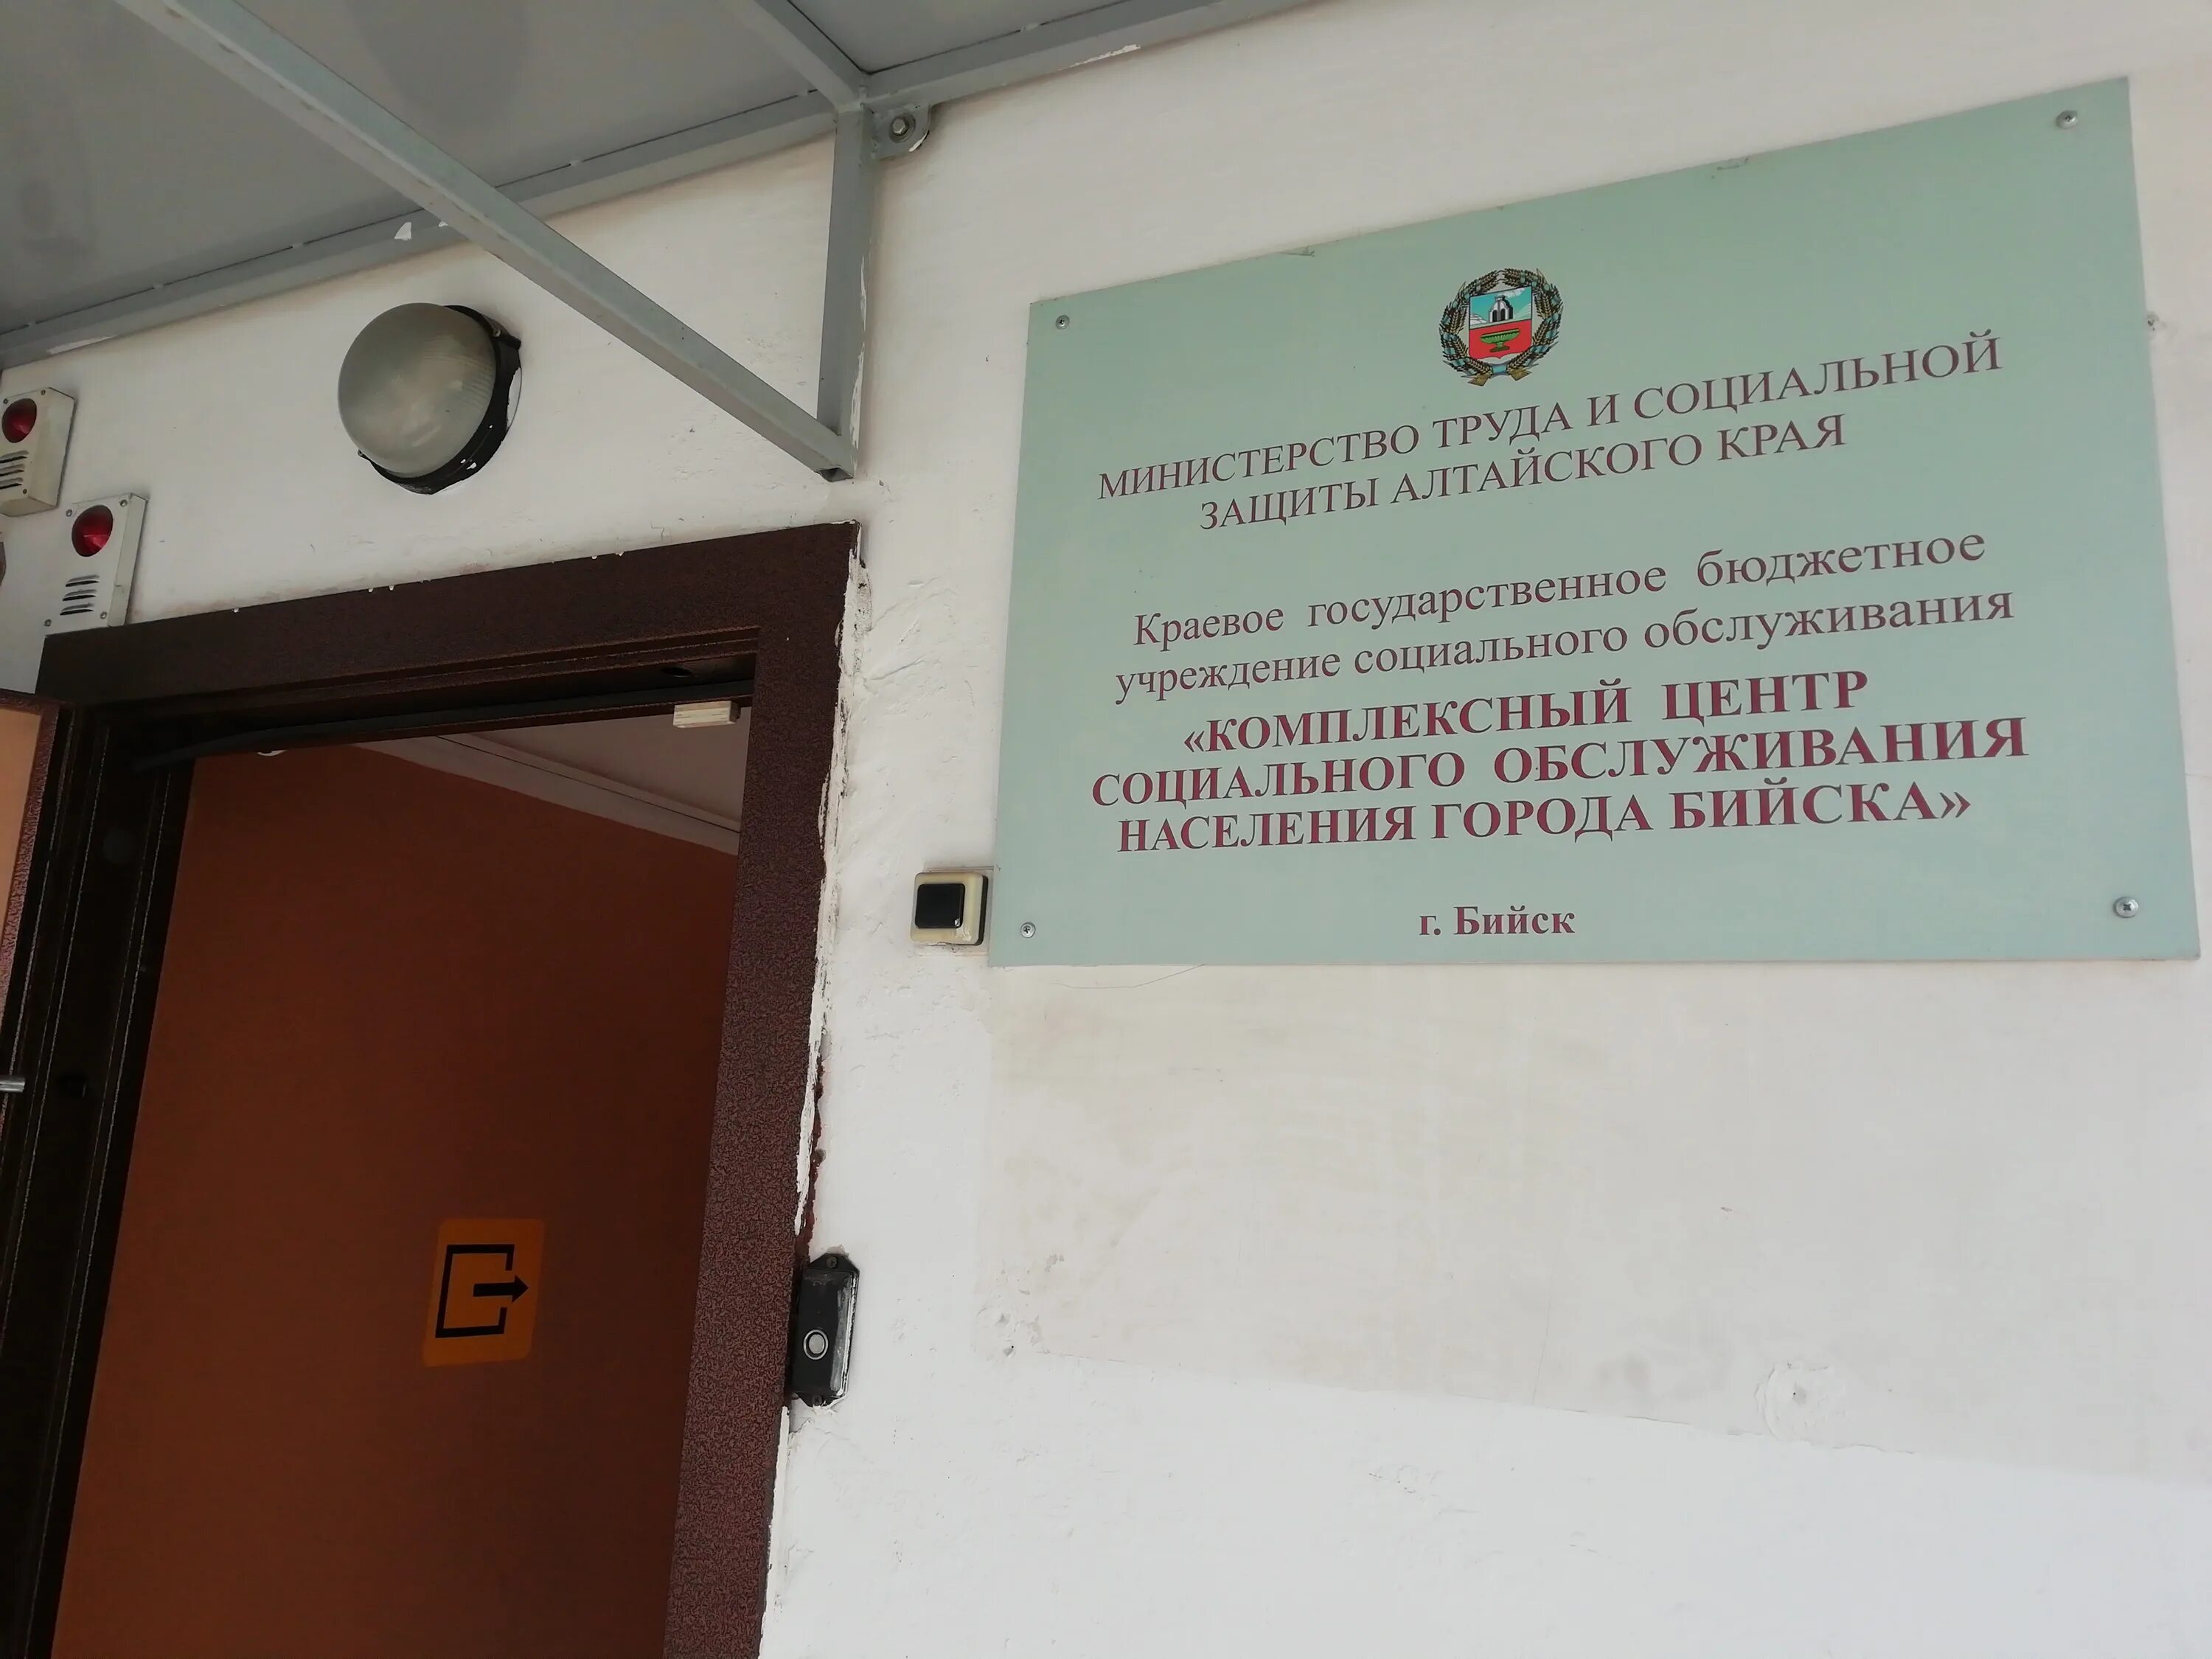 МИНИСТЕРСТВО ТРУДА И СОЦИАЛЬНОЙ
ЗАЩИТЫ АЛТАЙСКОГО КРАЯ
Краевое государственное бюджетное
учреждение социального обслуживания
«КОМПЛЕКСНЫЙ ЦЕНТР
СОЦИАЛЬНОГО ОБСЛУЖИВАНИЯ
НАСЕЛЕНИЯ ГОРОДА БИЙСКА»
г. Бийск